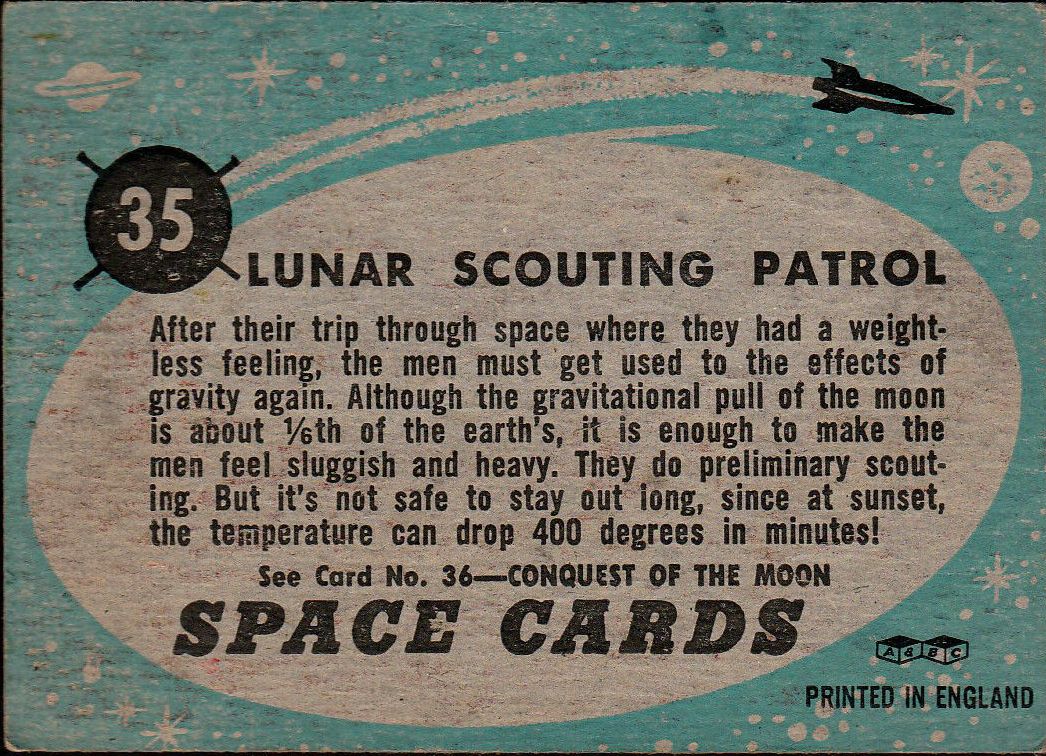 35
LUNAR SCOUTING PATROL
After their trip through space where they had a weight-
less feeling, the men must get used to the effects of
gravity again. Although the gravitational pull of the moon
is about ⅙th of the earth's, it is enough to make the
men feel sluggish and heavy. They do preliminary scout-
ing. But it's not safe to stay out long, since at sunset,
the temperature can drop 400 degrees in minutes!
See Card No. 36—CONQUEST OF THE MOON
SPACE CARDS
A&BC
PRINTED IN ENGLAND